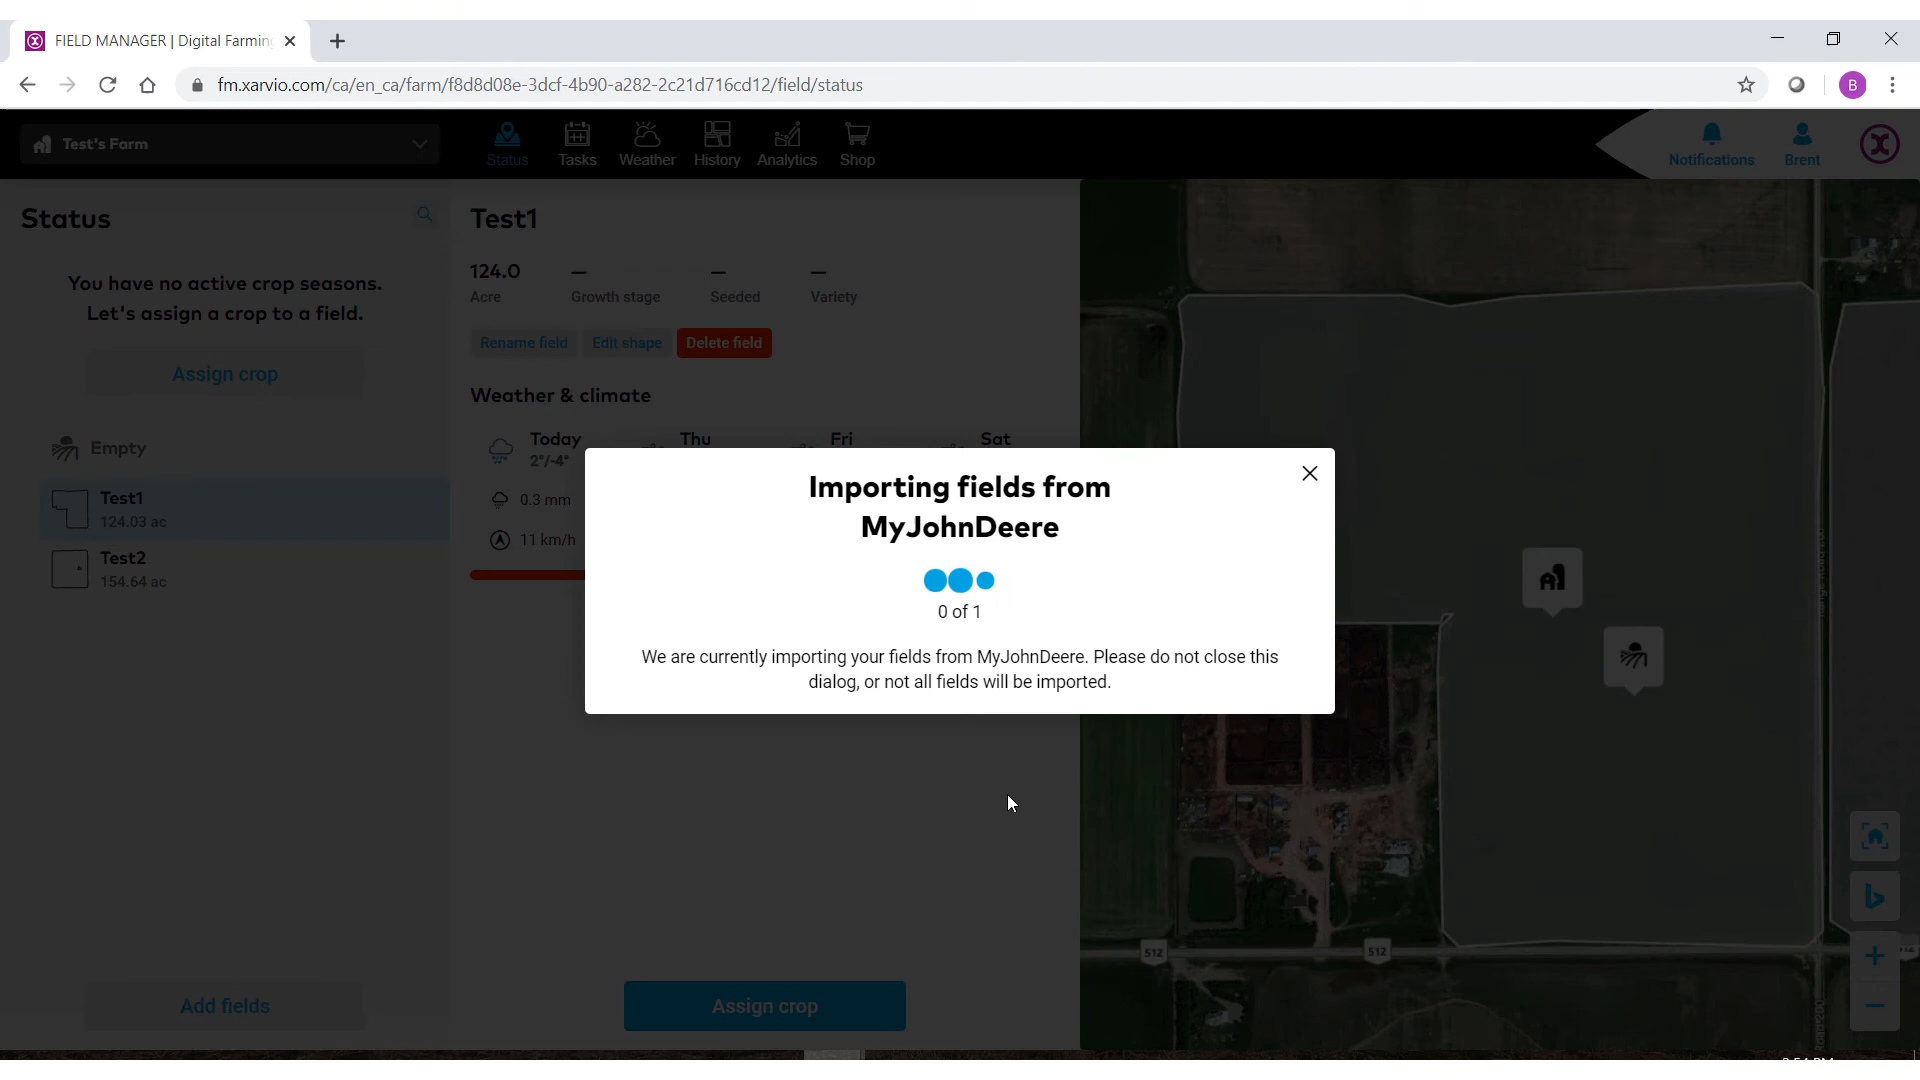 FIELD MANAGER | Digital Farming
fm.xarvio.com/ca/en_ca/farm/f8d8d08e-3dcf-4b90-a282-2c21d716cd12/field/status
B
Test's Farm
Status
Tasks
Weather
History
Analytics
Shop
Notifications
Brent
Status
You have no active crop seasons.
Let's assign a crop to a field.
Assign crop
Empty
Test1
124.03 ac
Test2
154.64 ac
Add fields
Test1
124.0 — — —
Acre Growth stage Seeded Variety
Rename field Edit shape Delete field
Weather & climate
Today Thu Fri Sat
2°/-4°
0.3 mm
11 km/h
Importing fields from
MyJohnDeere
0 of 1
We are currently importing your fields from MyJohnDeere. Please do not close this
dialog, or not all fields will be imported.
Assign crop
512
512